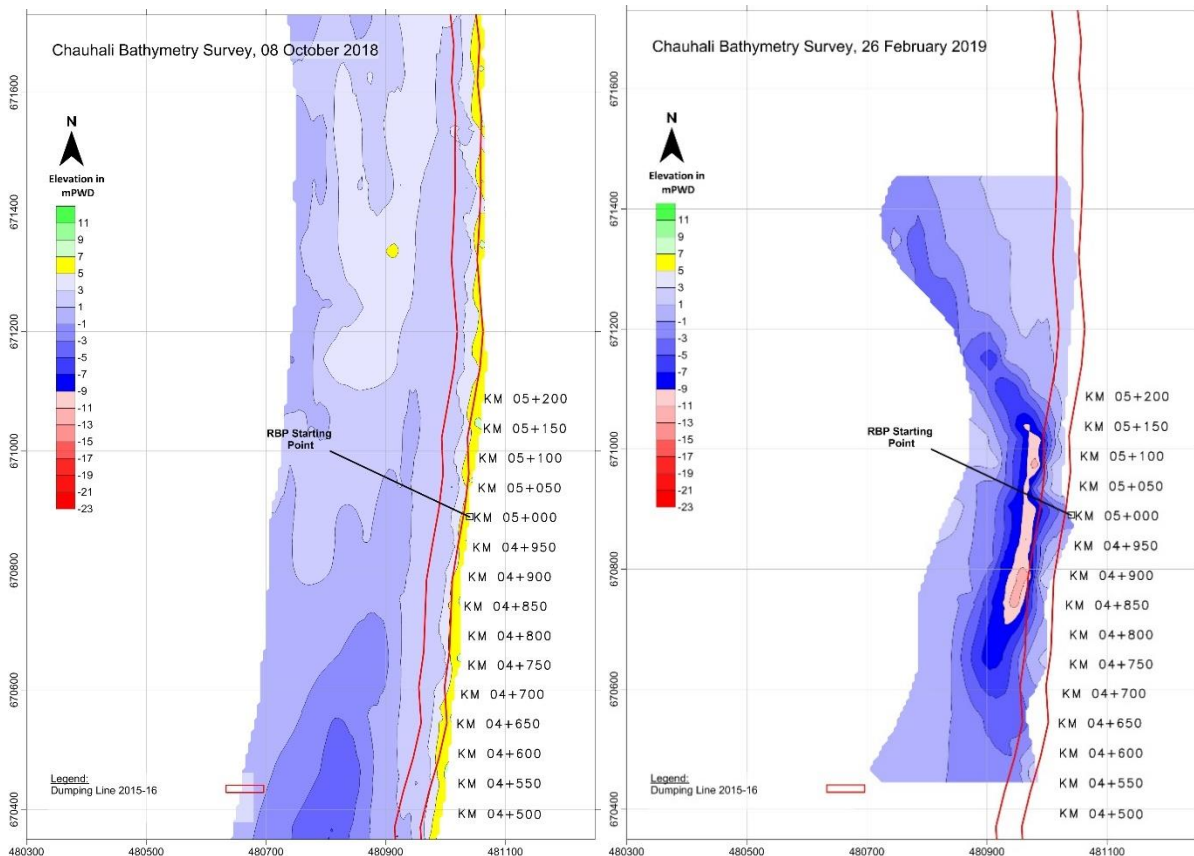 Chauhali Bathymetry Survey, 08 October 2018
N
Elevation in
mPWD
11
9
7
5
3
1
-1
-3
-5
-7
-9
-11
-13
-15
-17
-19
-21
-23
RBP Starting
Point
KM 05+200
KM 05+150
KM 05+100
KM 05+050
KM 05+000
KM 04+950
KM 04+900
KM 04+850
KM 04+800
KM 04+750
KM 04+700
KM 04+650
KM 04+600
KM 04+550
KM 04+500
Legend:
Dumping Line 2015-16
671600
671400
671200
671000
670800
670600
670400
480300
480500
480700
480900
481100
Chauhali Bathymetry Survey, 26 February 2019
N
Elevation in
mPWD
11
9
7
5
3
1
-1
-3
-5
-7
-9
-11
-13
-15
-17
-19
-21
-23
RBP Starting
Point
KM 05+200
KM 05+150
KM 05+100
KM 05+050
KM 05+000
KM 04+950
KM 04+900
KM 04+850
KM 04+800
KM 04+750
KM 04+700
KM 04+650
KM 04+600
KM 04+550
KM 04+500
Legend:
Dumping Line 2015-16
671600
671400
671200
671000
670800
670600
670400
480300
480500
480700
480900
481100